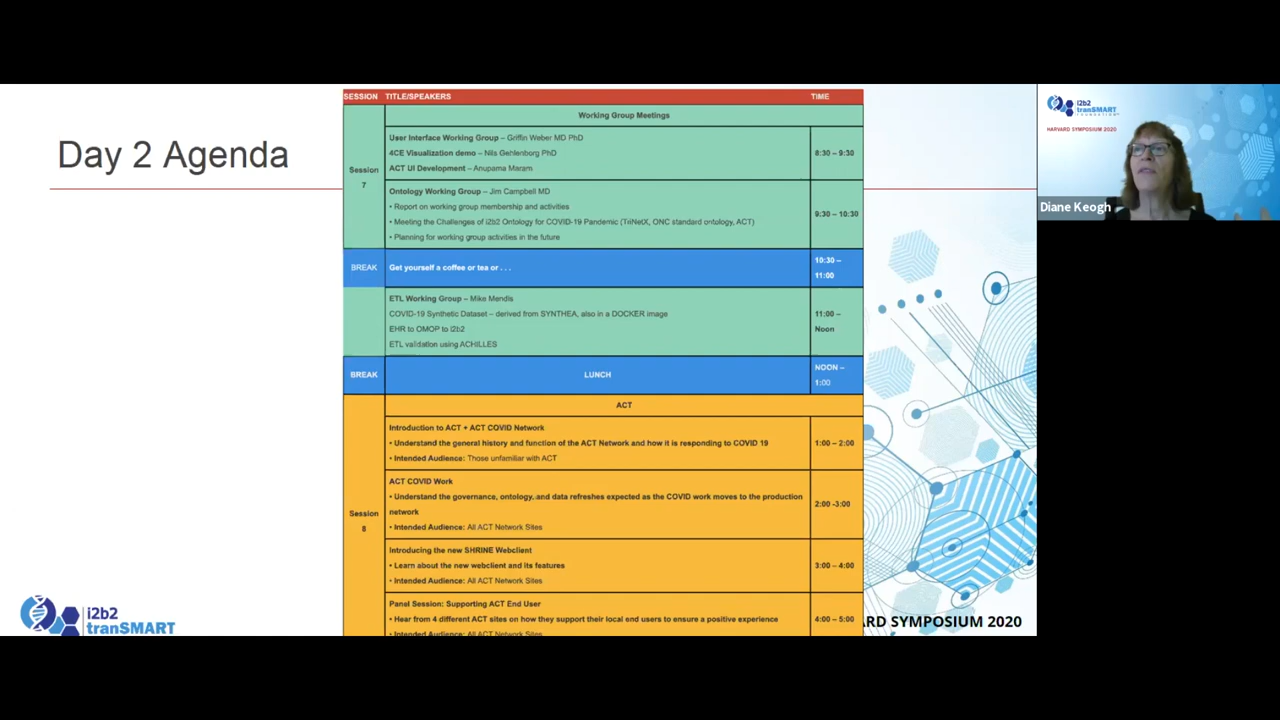 Day 2 Agenda
SESSION TITLE/SPEAKERS TIME
Working Group Meetings
Session 7
User Interface Working Group – Griffin Weber MD PhD
4CE Visualization demo – Nils Gehlenborg PhD
ACT UI Development – Anupama Maram
8:30 – 9:30
Ontology Working Group – Jim Campbell MD
• Report on working group membership and activities
• Meeting the Challenges of i2b2 Ontology for COVID-19 Pandemic (TriNetX, ONC standard ontology, ACT)
• Planning for working group activities in the future
9:30 – 10:30
BREAK
Get yourself a coffee or tea or . . .
10:30 –
11:00
ETL Working Group – Mike Mendis
COVID-19 Synthetic Dataset – derived from SYNTHEA, also in a DOCKER image
EHR to OMOP to i2b2
ETL validation using ACHILLES
11:00 –
Noon
BREAK
LUNCH
NOON –
1:00
ACT
Session
8
Introduction to ACT + ACT COVID Network
• Understand the general history and function of the ACT Network and how it is responding to COVID 19
• Intended Audience: Those unfamiliar with ACT
1:00 – 2:00
ACT COVID Work
• Understand the governance, ontology, and data refreshes expected as the COVID work moves to the production
network
• Intended Audience: All ACT Network Sites
2:00 -3:00
Introducing the new SHRINE Webclient
• Learn about the new webclient and its features
• Intended Audience: All ACT Network Sites
3:00 – 4:00
Panel Session: Supporting ACT End User
• Hear from 4 different ACT sites on how they support their local end users to ensure a positive experience
• Intended Audience: All ACT Network Sites
4:00 – 5:00
i2b2
tranSMART
ARD SYMPOSIUM 2020
i2b2
tranSMART
FOUNDATION
HARVARD SYMPOSIUM 2020
Diane Keogh